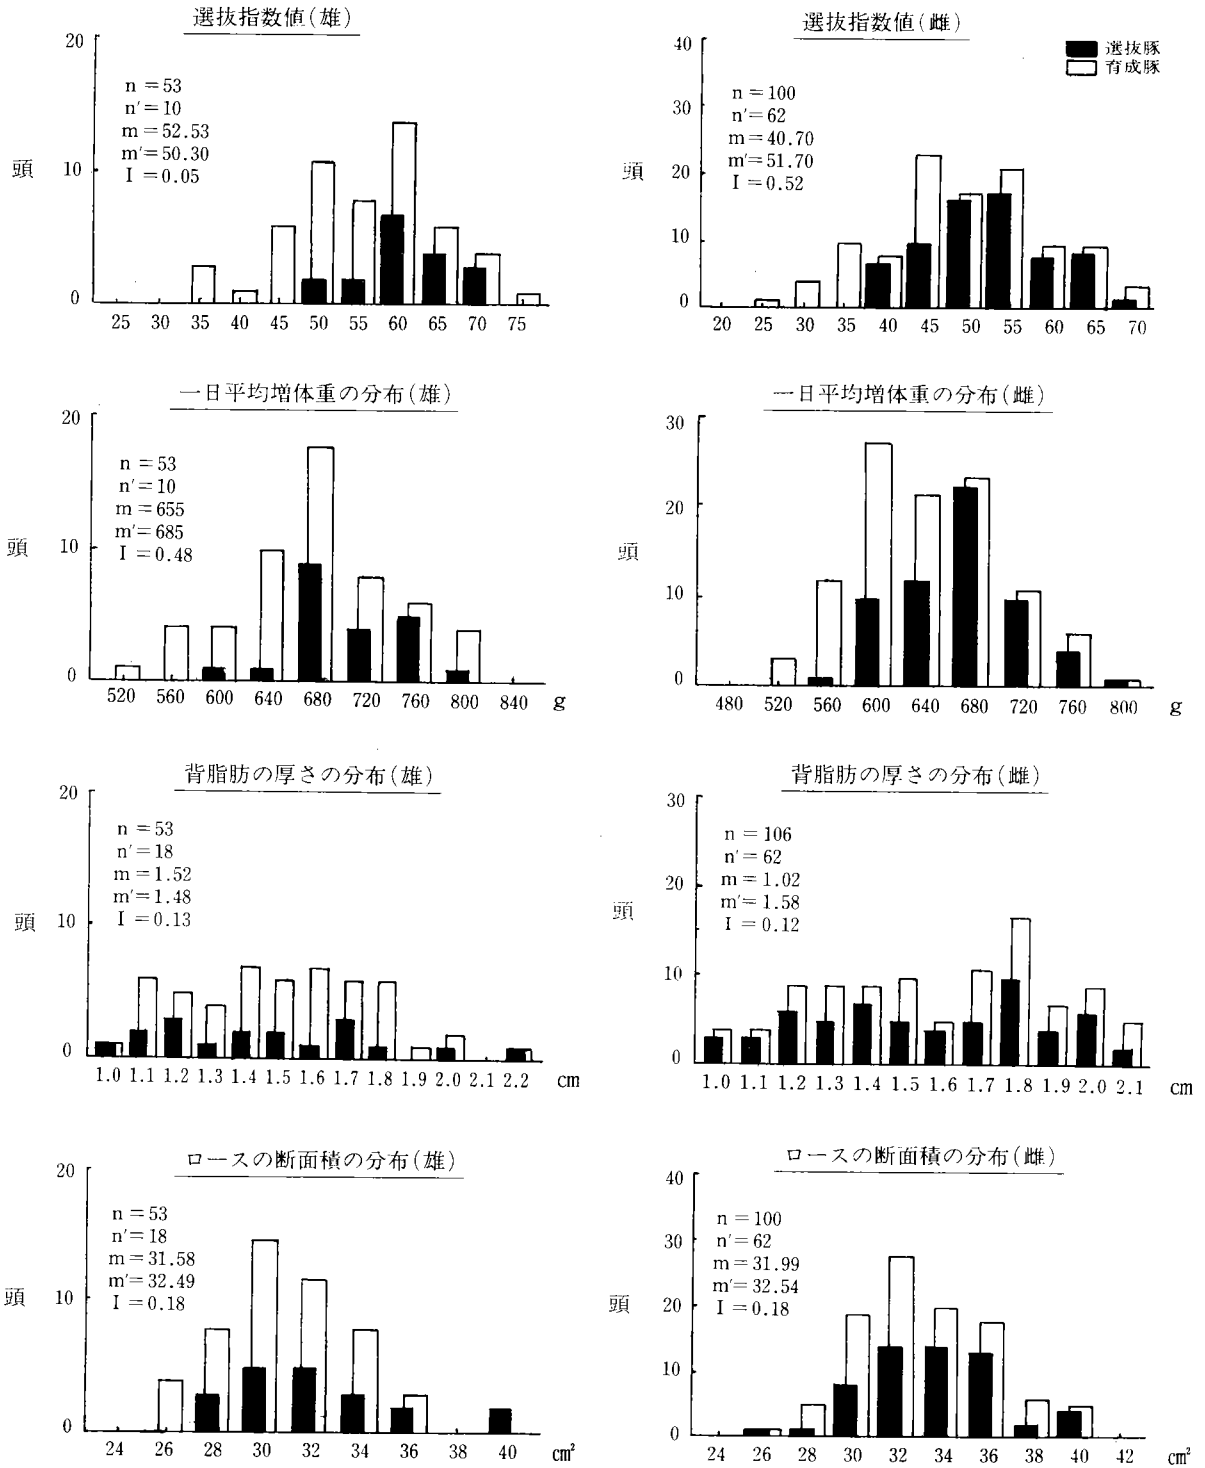 選抜指数値(雄)
20
10
0
頭
n = 53
n′= 10
m = 52.53
m′= 50.30
I = 0.05
25 30 35 40 45 50 55 60 65 70 75
選抜指数値(雌)
選抜豚
育成豚
40
30
20
10
0
頭
n = 100
n′= 62
m = 40.70
m′= 51.70
I = 0.52
20 25 30 35 40 45 50 55 60 65 70
一日平均増体重の分布(雄)
20
10
0
頭
n = 53
n′= 10
m = 655
m′= 685
I = 0.48
520 560 600 640 680 720 760 800 840 g
一日平均増体重の分布(雌)
30
20
10
0
頭
480 520 560 600 640 680 720 760 800 g
背脂肪の厚さの分布(雄)
20
10
0
頭
n = 53
n′= 18
m = 1.52
m′= 1.48
I = 0.13
1.0 1.1 1.2 1.3 1.4 1.5 1.6 1.7 1.8 1.9 2.0 2.1 2.2 cm
背脂肪の厚さの分布(雌)
30
20
10
0
頭
n = 106
n′= 62
m = 1.02
m′= 1.58
I = 0.12
1.0 1.1 1.2 1.3 1.4 1.5 1.6 1.7 1.8 1.9 2.0 2.1 cm
ロースの断面積の分布(雄)
20
10
0
頭
n = 53
n′= 18
m = 31.58
m′= 32.49
I = 0.18
24 26 28 30 32 34 36 38 40 cm²
ロースの断面積の分布(雌)
40
30
20
10
0
頭
n = 100
n′= 62
m = 31.99
m′= 32.54
I = 0.18
24 26 28 30 32 34 36 38 40 42 cm²